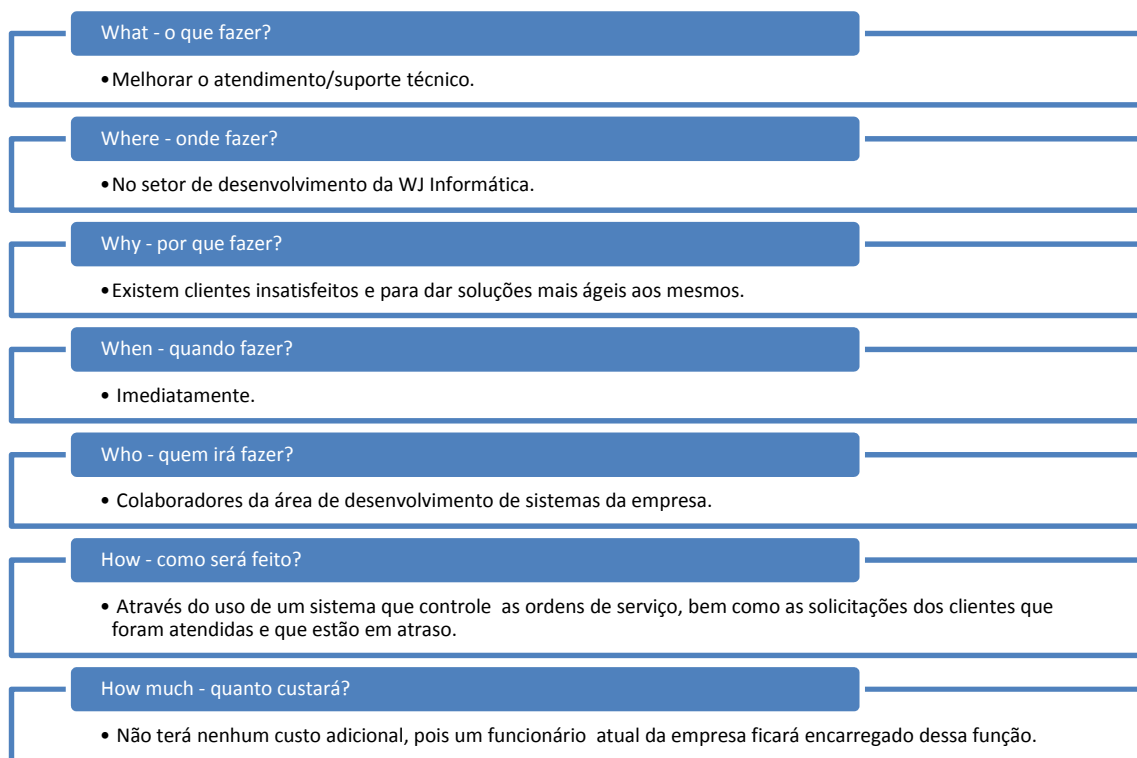 What - o que fazer?
•Melhorar o atendimento/suporte técnico.
Where - onde fazer?
•No setor de desenvolvimento da WJ Informática.
Why - por que fazer?
•Existem clientes insatisfeitos e para dar soluções mais ágeis aos mesmos.
When - quando fazer?
• Imediatamente.
Who - quem irá fazer?
• Colaboradores da área de desenvolvimento de sistemas da empresa.
How - como será feito?
• Através do uso de um sistema que controle as ordens de serviço, bem como as solicitações dos clientes que
foram atendidas e que estão em atraso.
How much - quanto custará?
• Não terá nenhum custo adicional, pois um funcionário atual da empresa ficará encarregado dessa função.